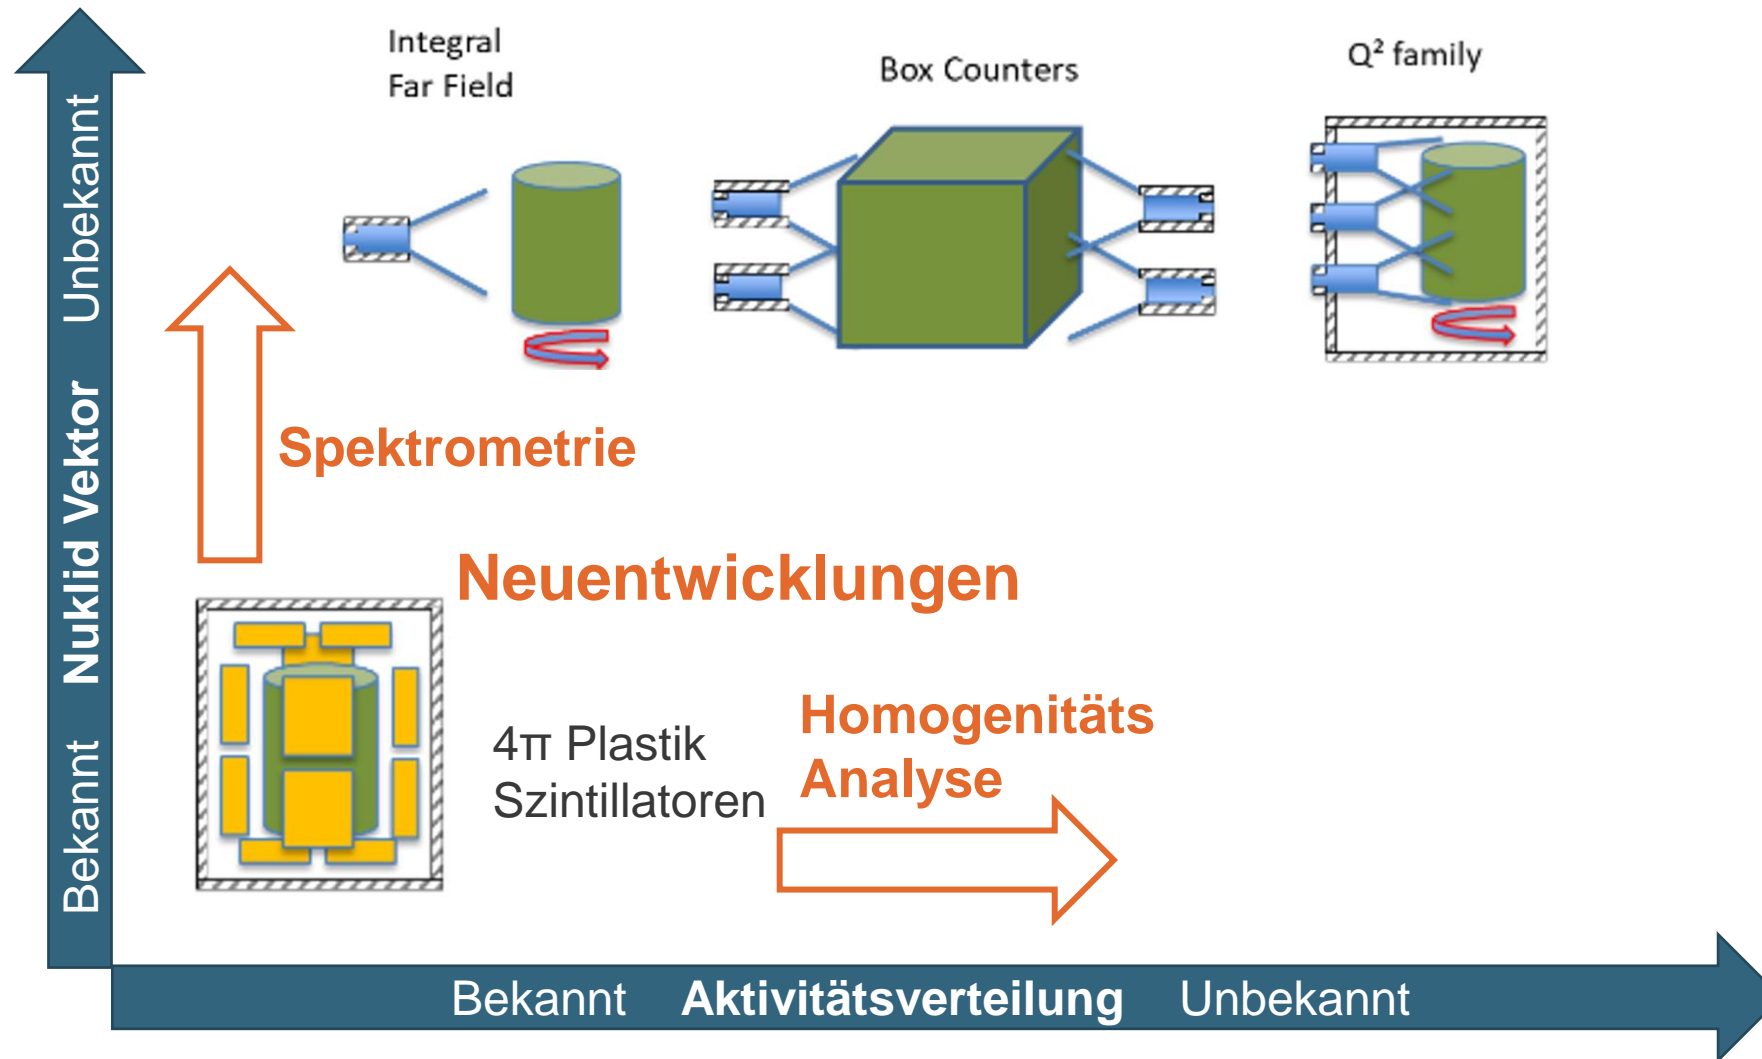 Integral
Far Field
Box Counters
Q² family
Bekannt Nuklid Vektor Unbekannt
Spektrometrie
Neuentwicklungen
4π Plastik
Szintillatoren
Homogenitäts
Analyse
Bekannt Aktivitätsverteilung Unbekannt